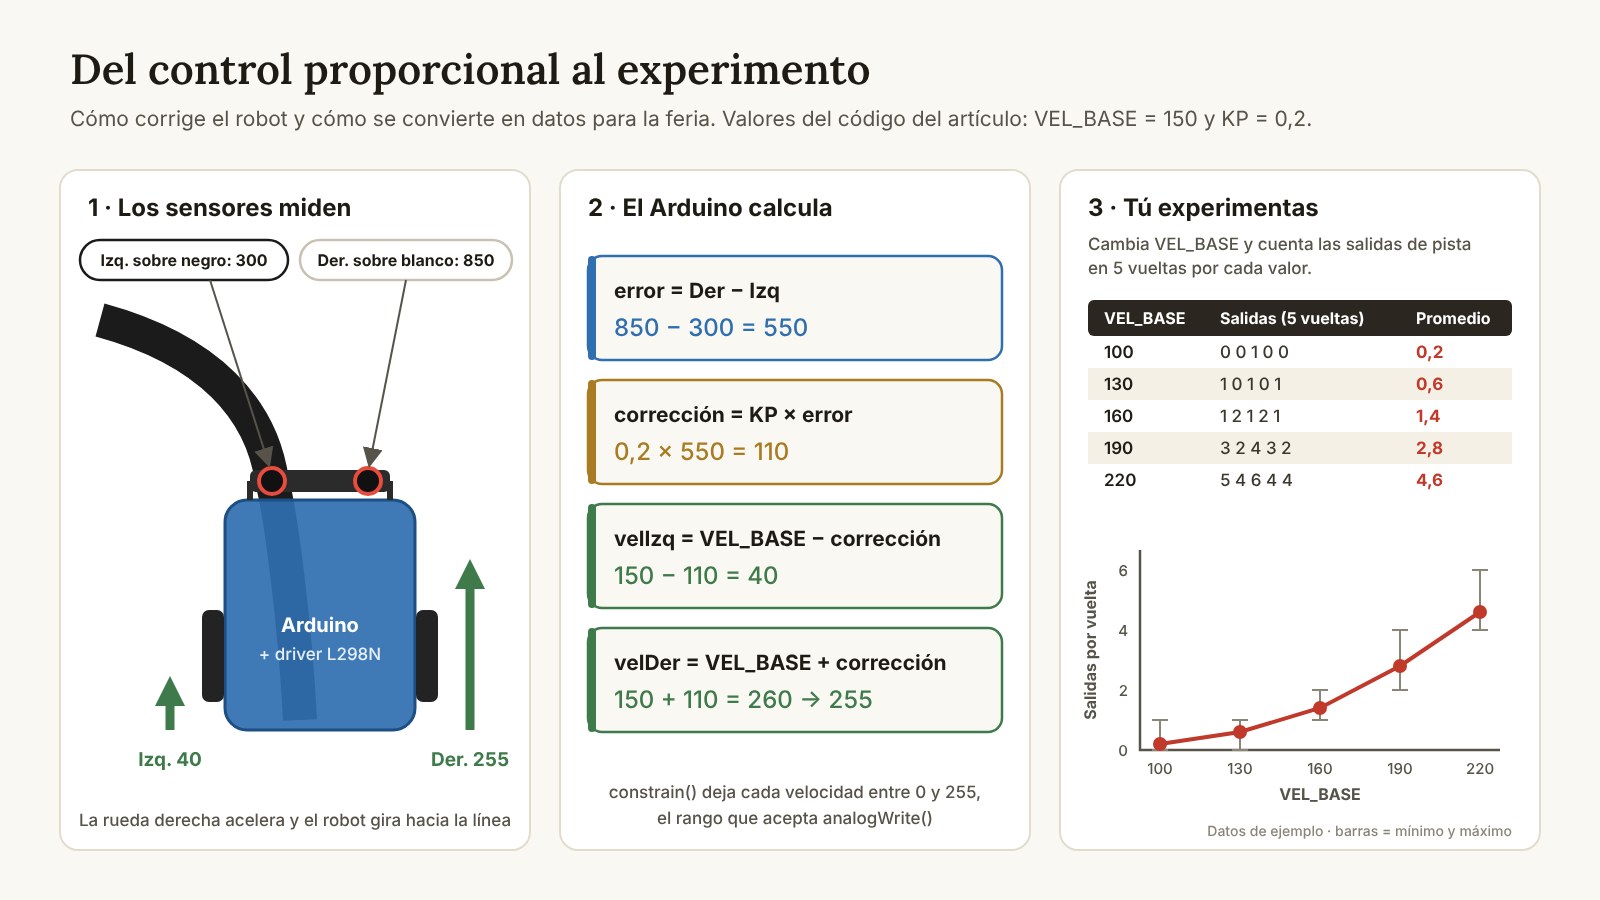 Del control proporcional al experimento
Cómo corrige el robot y cómo se convierte en datos para la feria. Valores del código del artículo: VEL_BASE = 150 y KP = 0,2.
1 · Los sensores miden
Izq. sobre negro: 300
Der. sobre blanco: 850
Arduino
+ driver L298N
Izq. 40
Der. 255
La rueda derecha acelera y el robot gira hacia la línea
2 · El Arduino calcula
error = Der − Izq
850 − 300 = 550
corrección = KP × error
0,2 × 550 = 110
velIzq = VEL_BASE − corrección
150 − 110 = 40
velDer = VEL_BASE + corrección
150 + 110 = 260 → 255
constrain() deja cada velocidad entre 0 y 255,
el rango que acepta analogWrite()
3 · Tú experimentas
Cambia VEL_BASE y cuenta las salidas de pista
en 5 vueltas por cada valor.
VEL_BASE Salidas (5 vueltas) Promedio
100 0 0 1 0 0 0,2
130 1 0 1 0 1 0,6
160 1 2 1 2 1 1,4
190 3 2 4 3 2 2,8
220 5 4 6 4 4 4,6
Salidas por vuelta
6
4
2
0
100 130 160 190 220
VEL_BASE
Datos de ejemplo · barras = mínimo y máximo